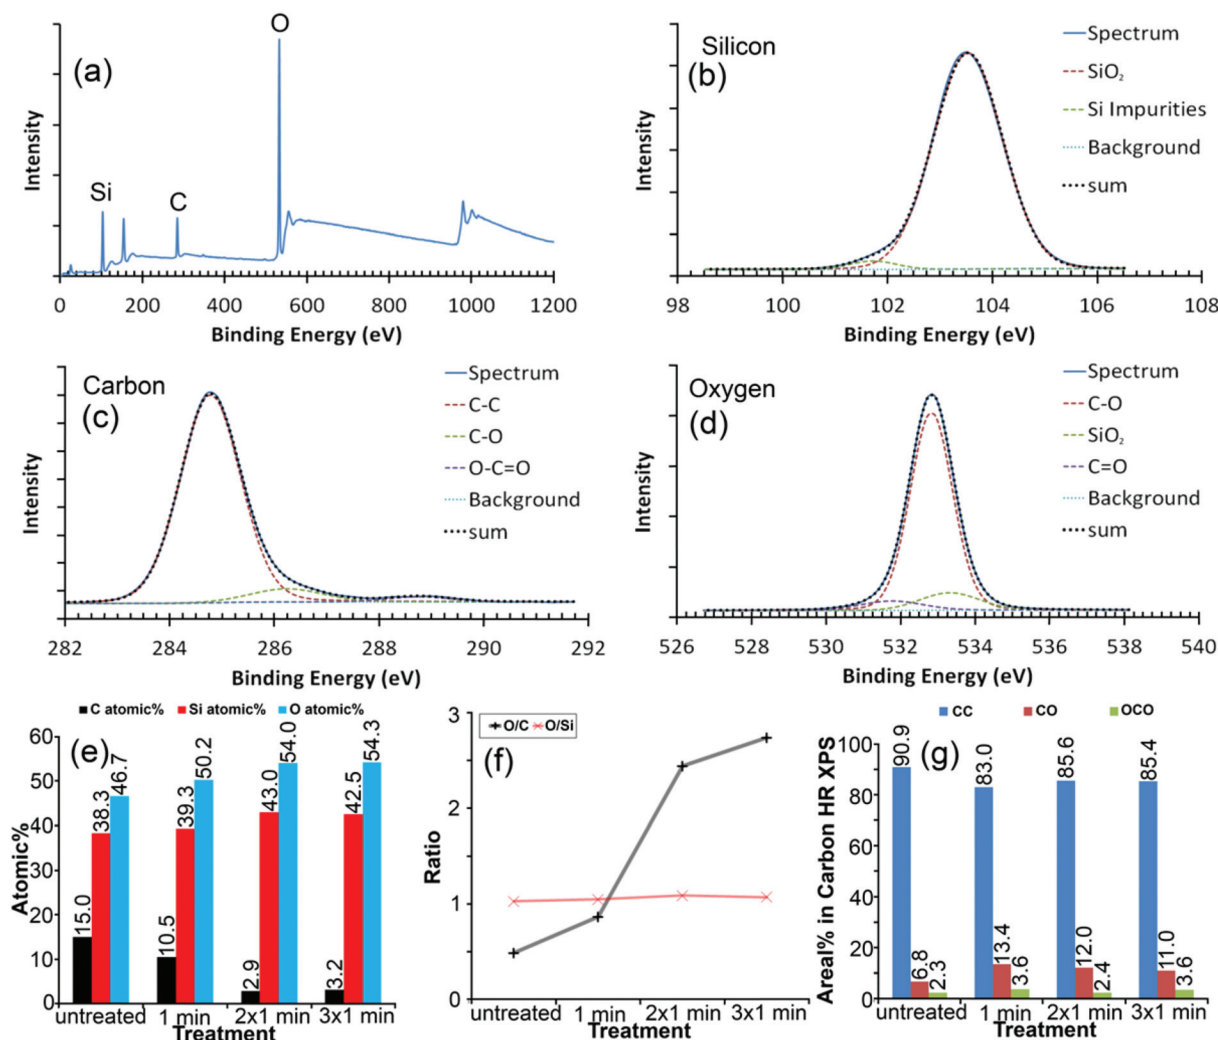 (a)
O
Si
C
Intensity
0 200 400 600 800 1000 1200
Binding Energy (eV)
Silicon
(b)
Spectrum
SiO₂
Si Impurities
Background
sum
Intensity
98 100 102 104 106 108
Binding Energy (eV)
Carbon
(c)
Spectrum
C-C
C-O
O-C=O
Background
sum
Intensity
282 284 286 288 290 292
Binding Energy (eV)
Oxygen
(d)
Spectrum
C-O
SiO₂
C=O
Background
sum
Intensity
526 528 530 532 534 536 538 540
Binding Energy (eV)
C atomic% Si atomic% O atomic%
(e)
Atomic%
60
50
40
30
20
10
0
15.0 38.3 46.7
10.5 39.3 50.2
2.9 43.0 54.0
3.2 42.5 54.3
untreated 1 min 2x1 min 3x1 min
Treatment
O/C O/Si
(f)
Ratio
3
2
1
0
untreated 1 min 2x1 min 3x1 min
Treatment
CC CO OCO
(g)
Areal% in Carbon HR XPS
100
80
60
40
20
0
90.9 6.8 2.3
83.0 13.4 3.6
85.6 12.0 2.4
85.4 11.0 3.6
untreated 1 min 2x1 min 3x1 min
Treatment